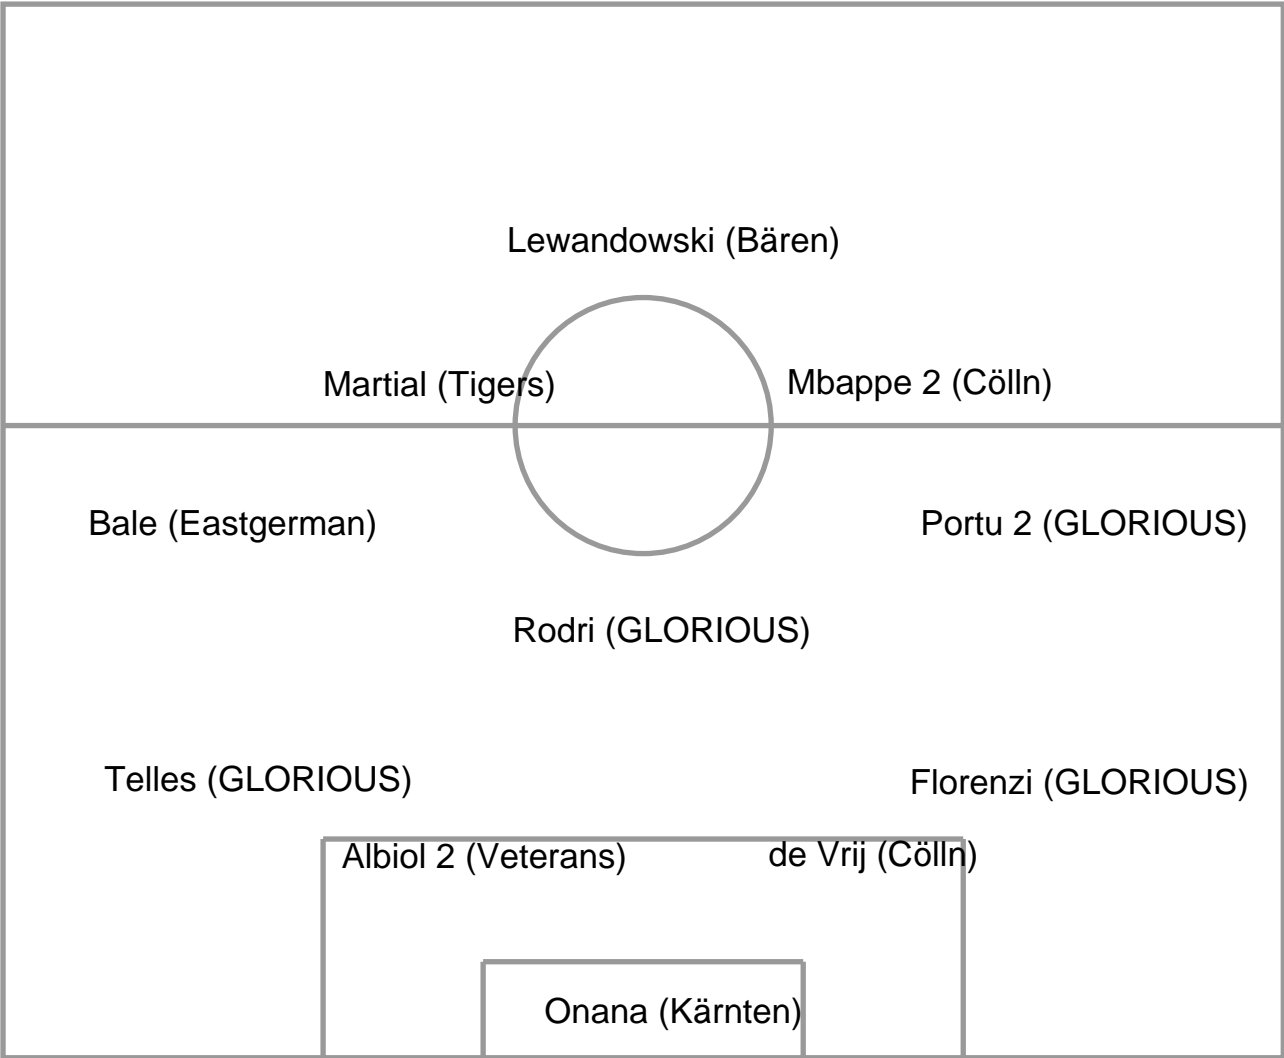 Lewandowski (Bären)
Martial (Tigers)
Mbappe 2 (Cölln)
Bale (Eastgerman)
Portu 2 (GLORIOUS)
Rodri (GLORIOUS)
Telles (GLORIOUS)
Florenzi (GLORIOUS)
Albiol 2 (Veterans)
de Vrij (Cölln)
Onana (Kärnten)